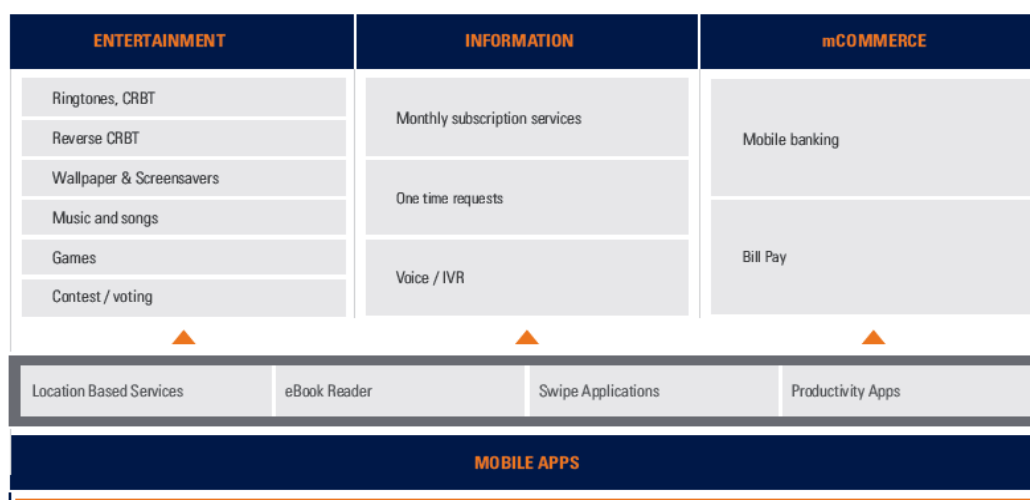 ENTERTAINMENT
INFORMATION
mCOMMERCE
Ringtones, CRBT
Reverse CRBT
Wallpaper & Screensavers
Music and songs
Games
Contest / voting
Monthly subscription services
One time requests
Voice / IVR
Mobile banking
Bill Pay
Location Based Services
eBook Reader
Swipe Applications
Productivity Apps
MOBILE APPS